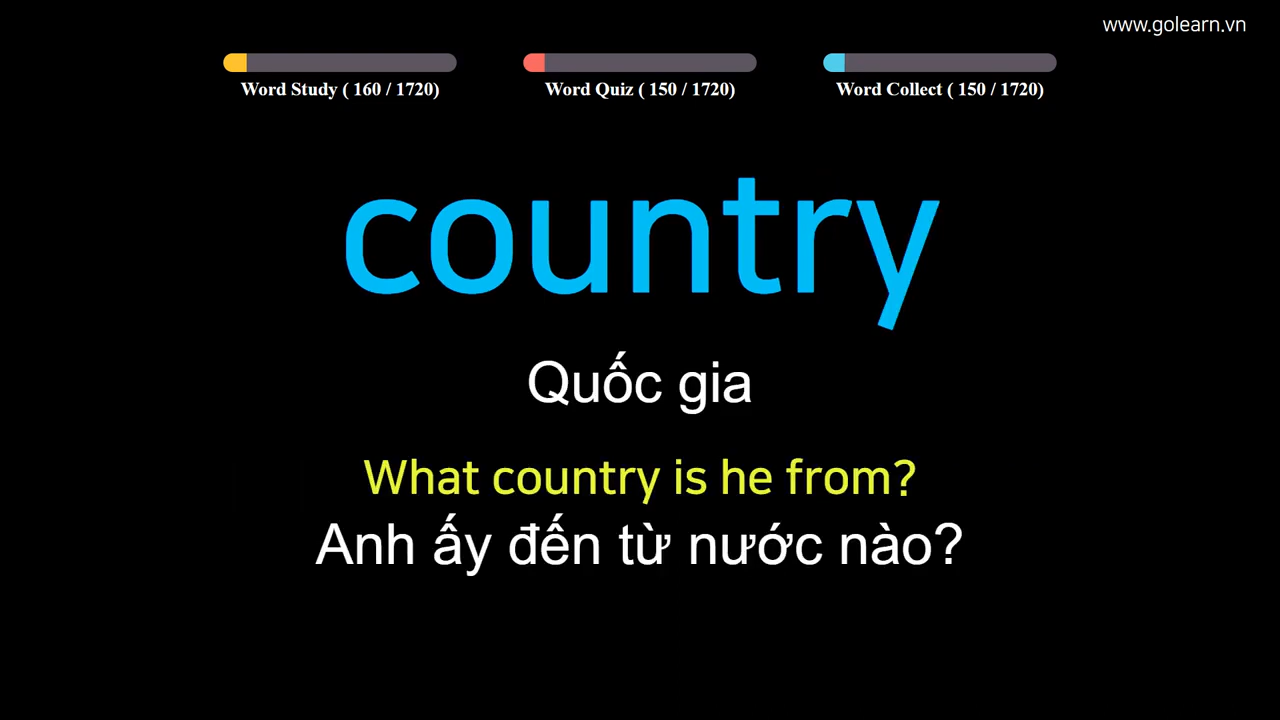 www.golearn.vn
Word Study ( 160 / 1720)
Word Quiz ( 150 / 1720)
Word Collect ( 150 / 1720)
country
Quốc gia
What country is he from?
Anh ấy đến từ nước nào?